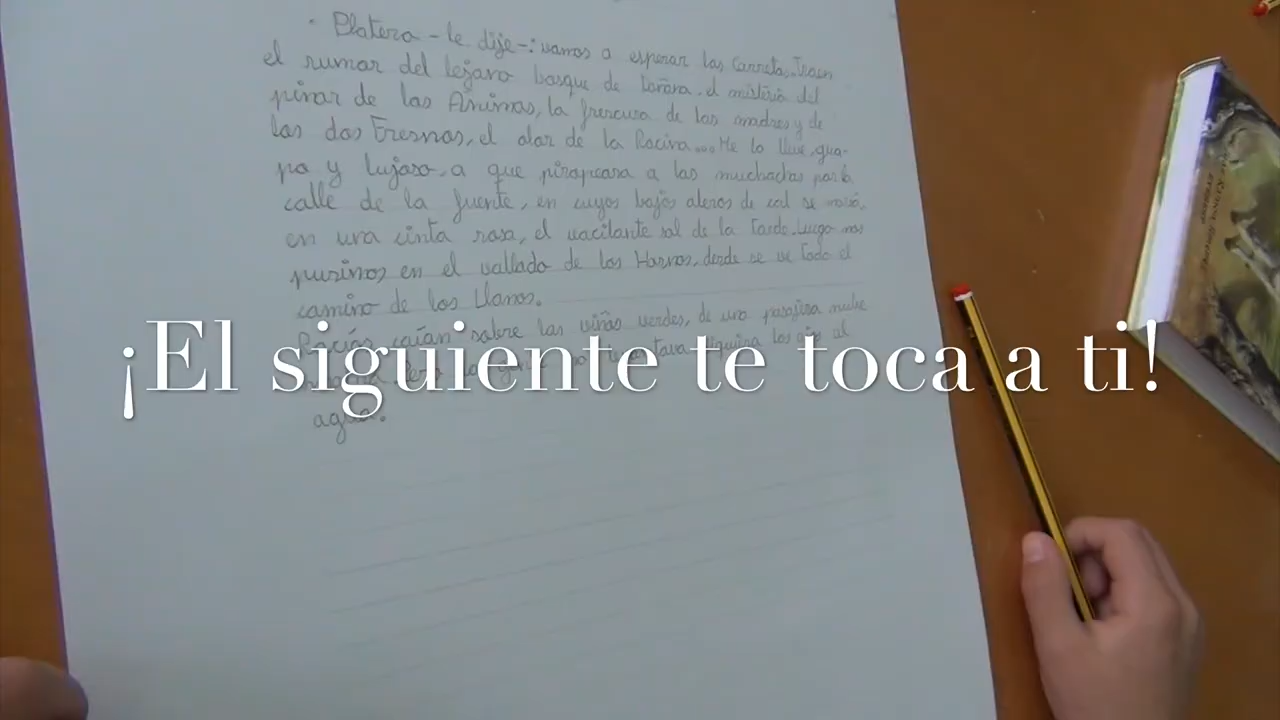 Platero - le dije -: vamos a esperar las Carretas. Traen
el rumor del lejano bosque de Doñana, el misterio del
pinar de las Ánimas, la frescura de las madres y de
los dos Fresnos, el olor de la Rocina... Me lo llevé, gua-
po y lujoso, a que piropeara a las muchachas por la
calle de la fuente, en cuyos bajos aleros de cal se moría,
en una cinta rosa, el vacilante sol de la tarde. Luego nos
pusimos en el vallado de los Hornos, desde se ve todo el
camino de los Llanos.
sobre las viñas verdes, de una pasajera nube
los ojos al
agua.
¡El siguiente te toca a ti!